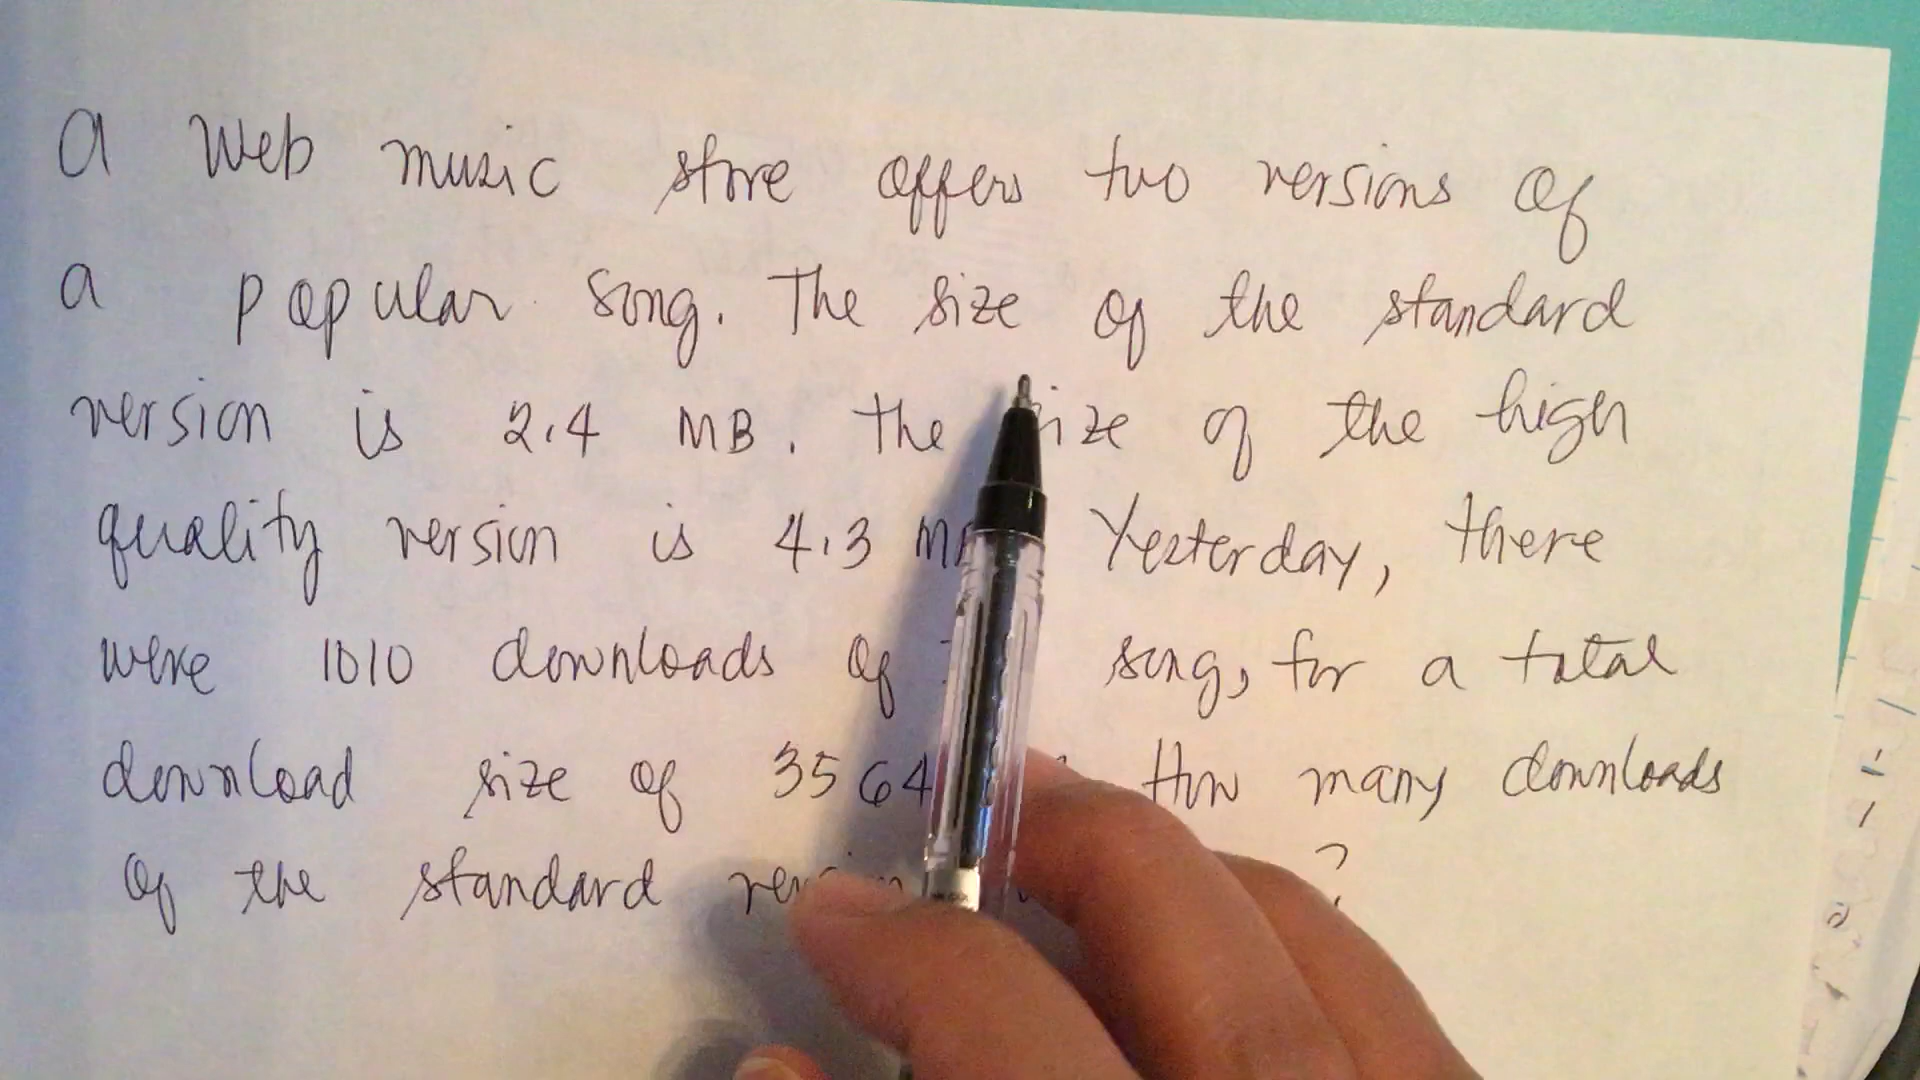 A Web music store offers two versions of
a popular song. The size of the standard
version is 2.4 MB. The size of the high
quality version is 4.3 Yesterday, there
were 1010 downloads of song, for a total
download size of 3564 How many downloads
of the standard ?